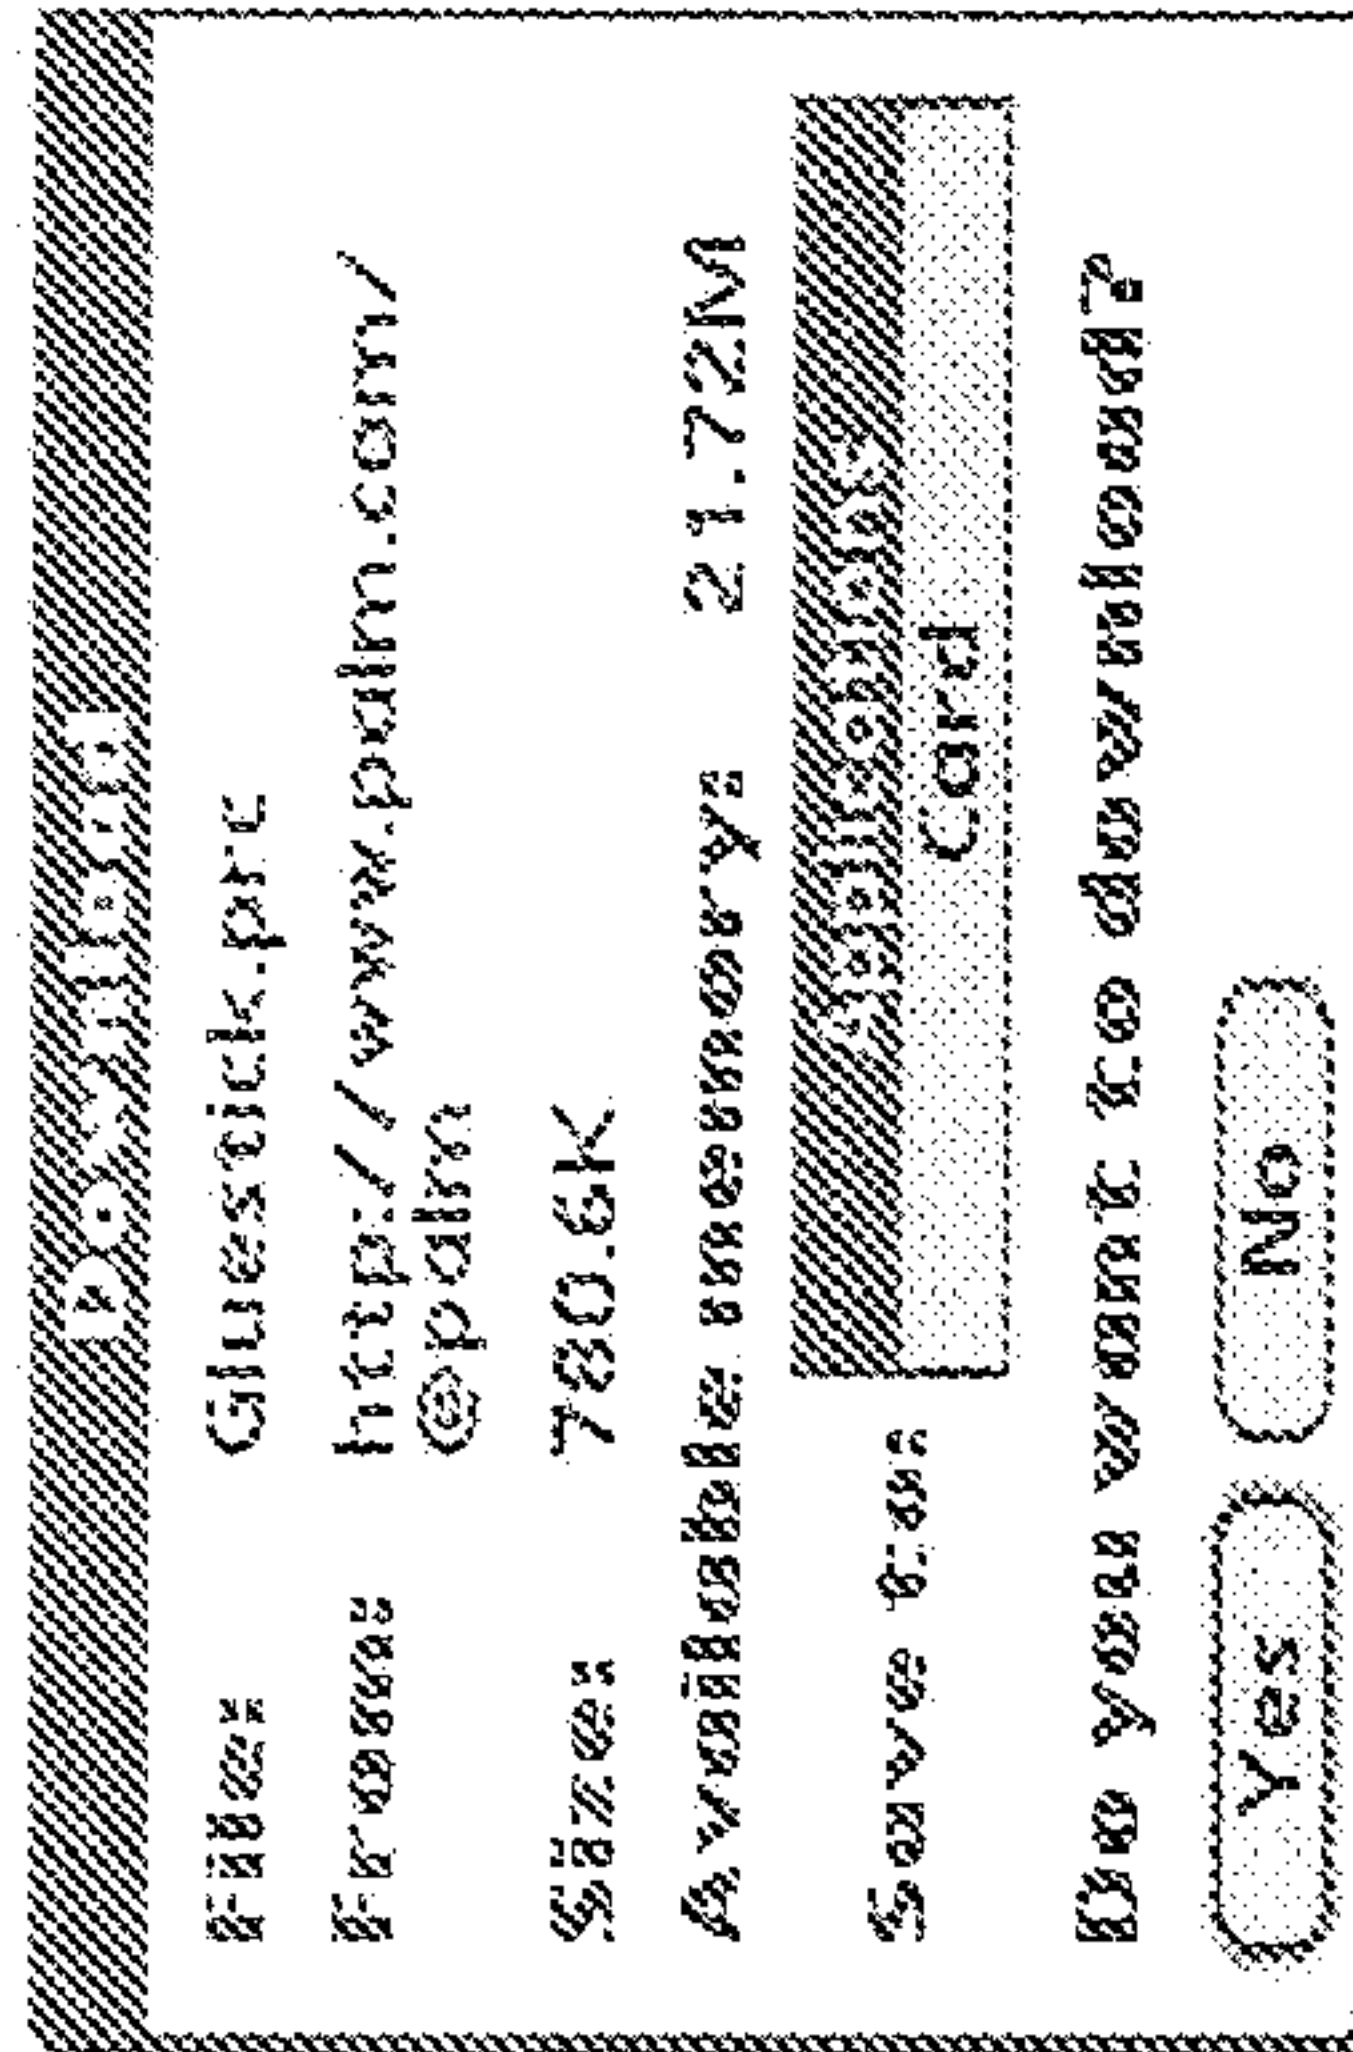 Download
File: Gluestick.prc
From: http://www.palm.com/
@palm
Size: 780.6K
Available memory: 21.72M
Save to: Applications
Card
Do you want to download?
Yes No